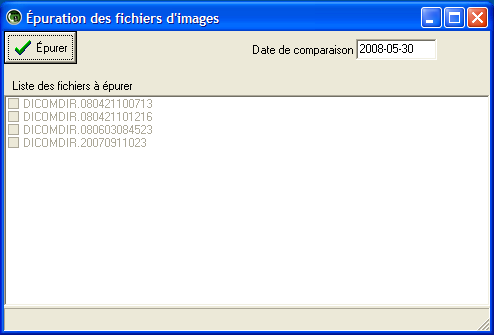 Épuration des fichiers d'images
Épurer
Date de comparaison 2008-05-30
Liste des fichiers à épurer
DICOMDIR.080421100713
DICOMDIR.080421101216
DICOMDIR.080603084523
DICOMDIR.20070911023